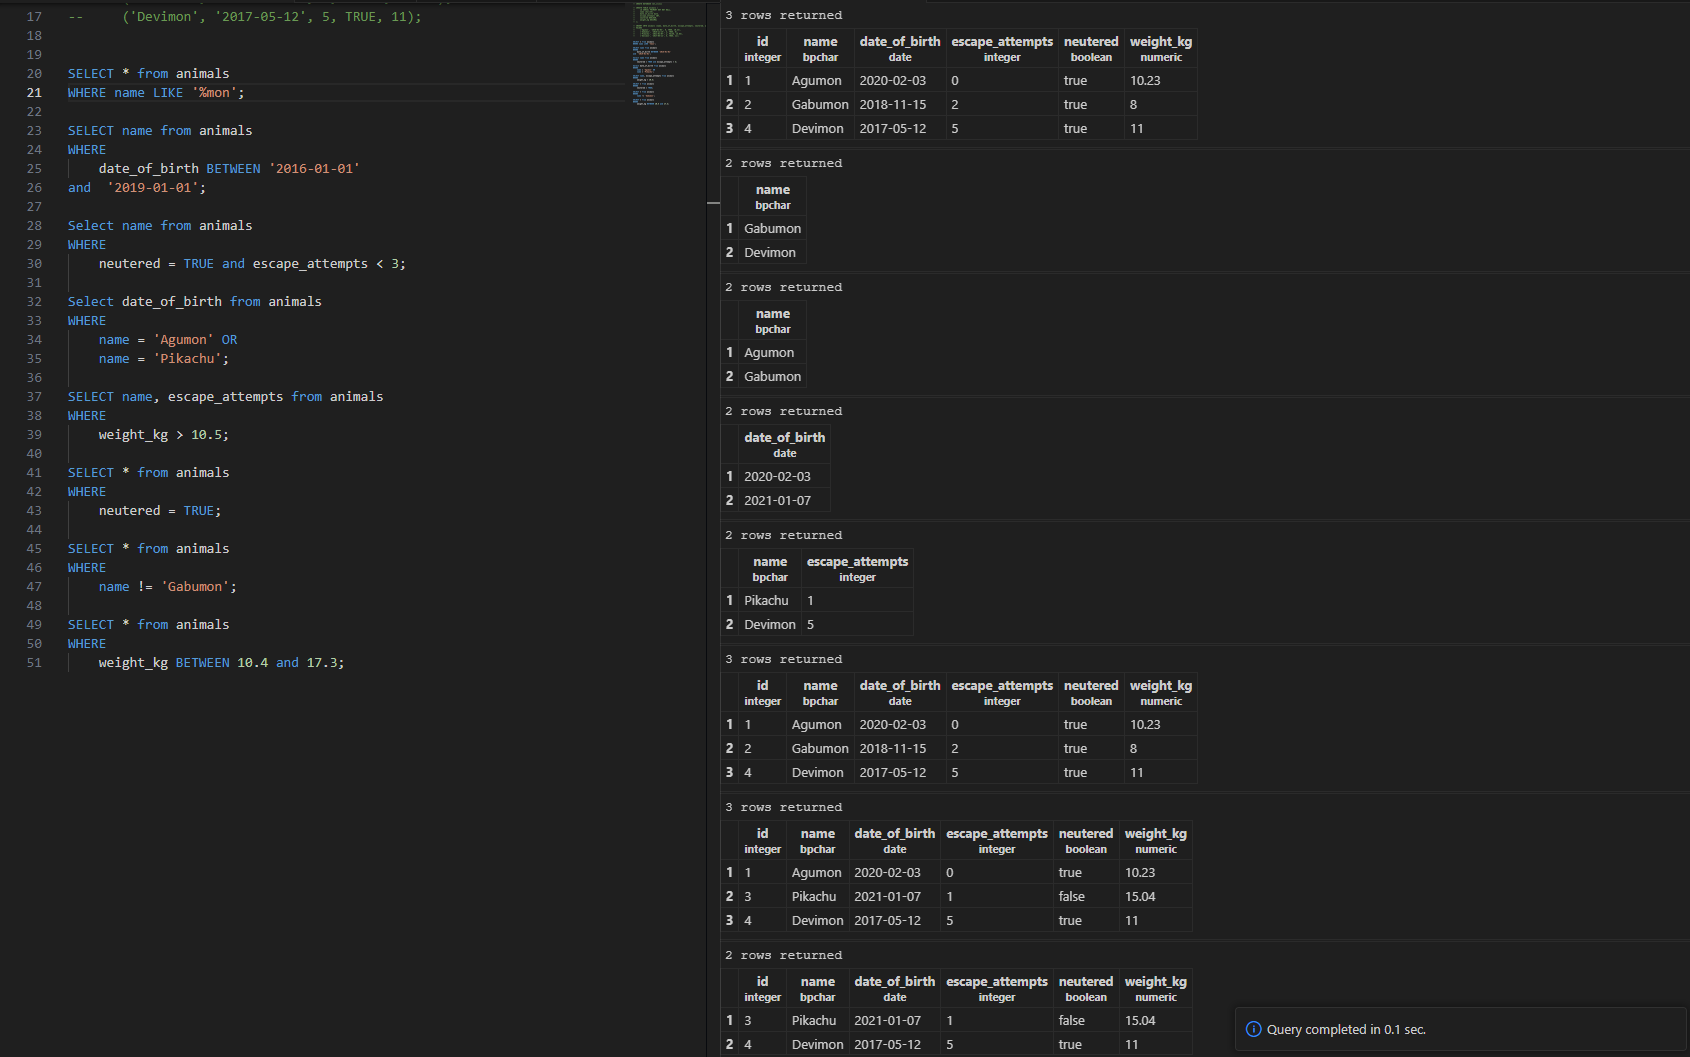 17 -- ('Devimon', '2017-05-12', 5, TRUE, 11);
18
19
20 SELECT * from animals
21 WHERE name LIKE '%mon';
22
23 SELECT name from animals
24 WHERE
25 date_of_birth BETWEEN '2016-01-01'
26 and '2019-01-01';
27
28 Select name from animals
29 WHERE
30 neutered = TRUE and escape_attempts < 3;
31
32 Select date_of_birth from animals
33 WHERE
34 name = 'Agumon' OR
35 name = 'Pikachu';
36
37 SELECT name, escape_attempts from animals
38 WHERE
39 weight_kg > 10.5;
40
41 SELECT * from animals
42 WHERE
43 neutered = TRUE;
44
45 SELECT * from animals
46 WHERE
47 name != 'Gabumon';
48
49 SELECT * from animals
50 WHERE
51 weight_kg BETWEEN 10.4 and 17.3;
3 rows returned
id name date_of_birth escape_attempts neutered weight_kg
integer bpchar date integer boolean numeric
1 1 Agumon 2020-02-03 0 true 10.23
2 2 Gabumon 2018-11-15 2 true 8
3 4 Devimon 2017-05-12 5 true 11
2 rows returned
name
bpchar
1 Gabumon
2 Devimon
2 rows returned
name
bpchar
1 Agumon
2 Gabumon
2 rows returned
date_of_birth
date
1 2020-02-03
2 2021-01-07
2 rows returned
name escape_attempts
bpchar integer
1 Pikachu 1
2 Devimon 5
3 rows returned
id name date_of_birth escape_attempts neutered weight_kg
integer bpchar date integer boolean numeric
1 1 Agumon 2020-02-03 0 true 10.23
2 2 Gabumon 2018-11-15 2 true 8
3 4 Devimon 2017-05-12 5 true 11
3 rows returned
id name date_of_birth escape_attempts neutered weight_kg
integer bpchar date integer boolean numeric
1 1 Agumon 2020-02-03 0 true 10.23
2 3 Pikachu 2021-01-07 1 false 15.04
3 4 Devimon 2017-05-12 5 true 11
2 rows returned
id name date_of_birth escape_attempts neutered weight_kg
integer bpchar date integer boolean numeric
1 3 Pikachu 2021-01-07 1 false 15.04
2 4 Devimon 2017-05-12 5 true 11
Query completed in 0.1 sec.